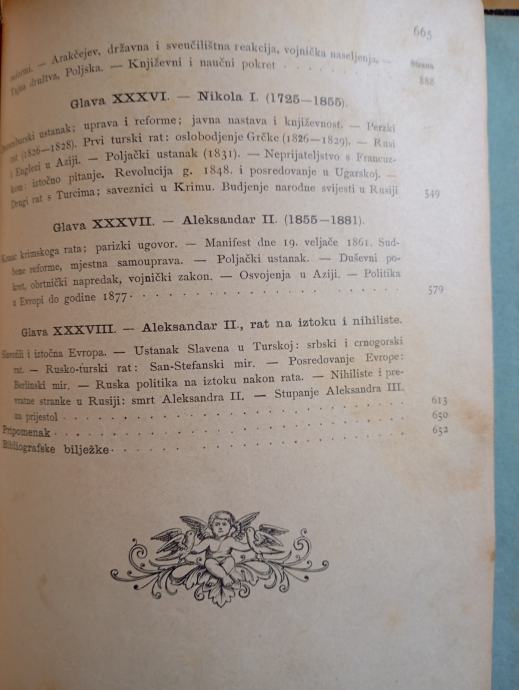 665
Strana
reformi. — Arakčejev, državna i sveučilištna reakcija, vojnička naseljenja, —
Tajna društva, Poljska. — Književni i naučni pokret . . . . . . . . .
Glava XXXVI. — Nikola I. (1725—1855).
ustanak; uprava i reforme; javna nastava i književnost. — Perzki
rat (1826—1828). Prvi turski rat: oslobodjenje Grčke (1826—1829). — Rusi
i Englezi u Aziji. — Poljački ustanak (1831). — Neprijateljstvo s Francuz-
kom: istočno pitanje. Revolucija g. 1848. i posredovanje u Ugarskoj. —
Drugi rat s Turcima; saveznici u Krimu. Budjenje narodne svijesti u Rusiji 549
Glava XXXVII. — Aleksandar II. (1855—1881).
Konac krimskoga rata; parizki ugovor. — Manifest dne 19. veljače 1861. Sud-
bene reforme, mjestna samouprava. — Poljački ustanak. — Duševni po-
kret, obrtnički napredak, vojnički zakon. — Osvojenja u Aziji. — Politika
u Evropi do godine 1877 . . . . . . . . . . . . . . . . 579
Glava XXXVIII. — Aleksandar II., rat na iztoku i nihiliste.
Slavofili i iztočna Evropa. — Ustanak Slavena u Turskoj: srbski i crnogorski
rat. — Rusko-turski rat: San-Stefanski mir. — Posredovanje Evrope:
Berlinski mir. — Ruska politika na iztoku nakon rata. — Nihiliste i pre-
vratne stranke u Rusiji: smrt Aleksandra II. — Stupanje Aleksandra III.
na prijestol . . . . . . . . . . . . . . . . . . . . 613
Pripomenak . . . . . . . . . . . . . . . . . . . . 650
Bibliografske bilježke . . . . . . . . . . . . . . . . . 652